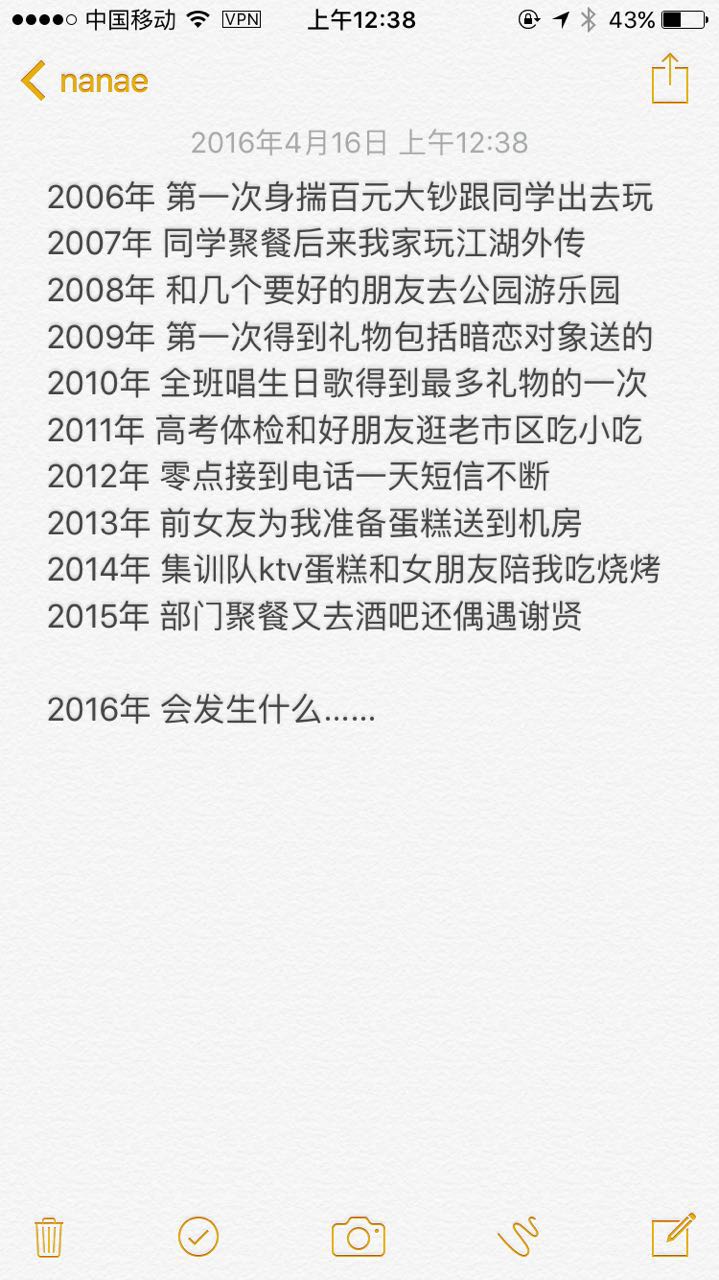 中国移动 VPN 上午12:38 43%
nanae
2016年4月16日 上午12:38
2006年 第一次身揣百元大钞跟同学出去玩
2007年 同学聚餐后来我家玩江湖外传
2008年 和几个要好的朋友去公园游乐园
2009年 第一次得到礼物包括暗恋对象送的
2010年 全班唱生日歌得到最多礼物的一次
2011年 高考体检和好朋友逛老市区吃小吃
2012年 零点接到电话一天短信不断
2013年 前女友为我准备蛋糕送到机房
2014年 集训队ktv蛋糕和女朋友陪我吃烧烤
2015年 部门聚餐又去酒吧还偶遇谢贤
2016年 会发生什么……